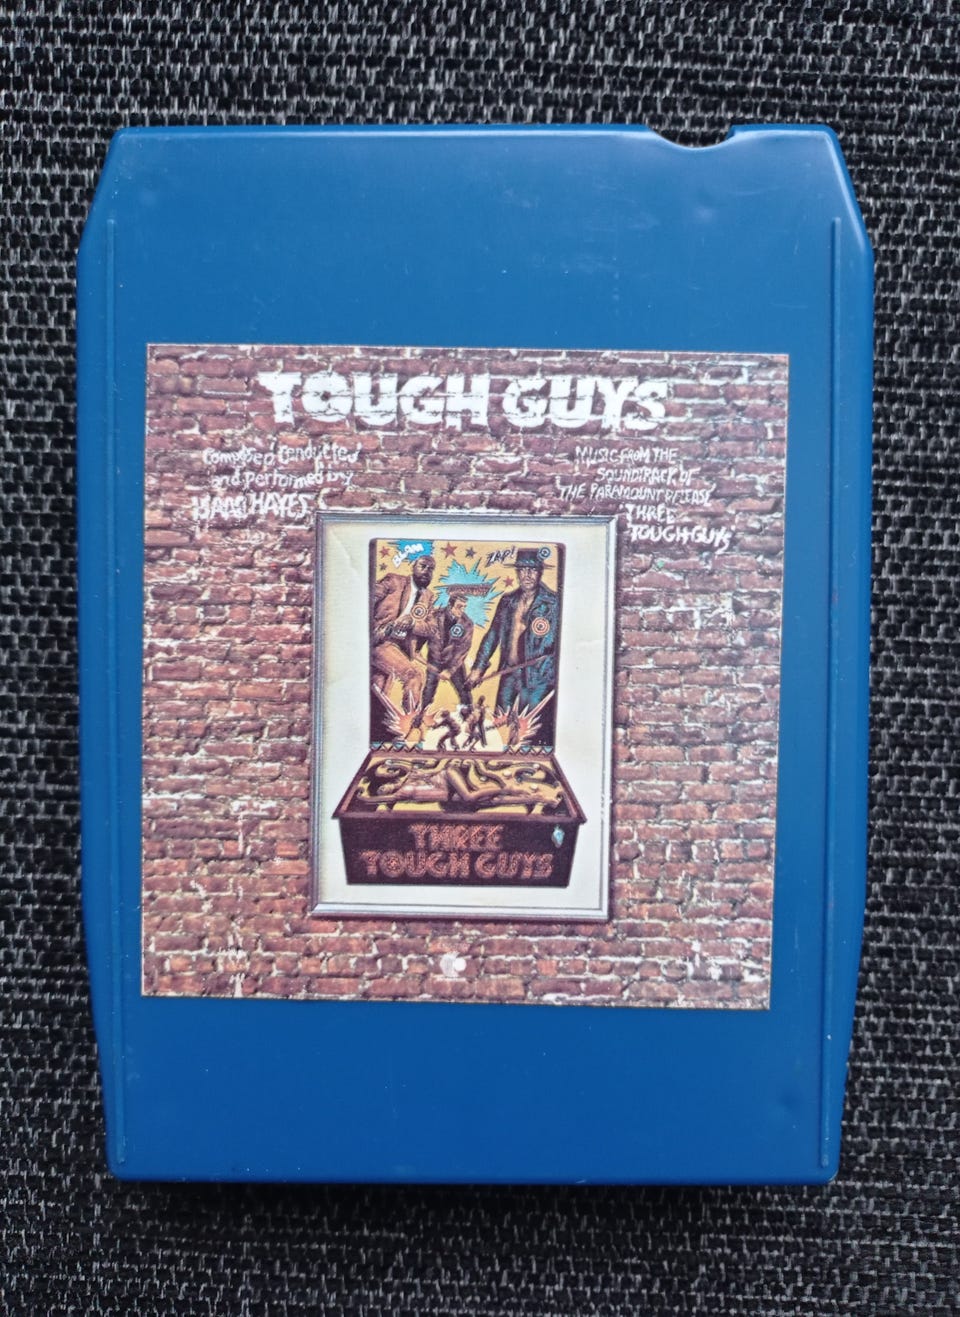 TOUGH GUYS
Composed, Conducted
and Performed by
ISAAC HAYES
MUSIC FROM THE
SOUNDTRACK OF
THE PARAMOUNT RELEASE
'THREE
TOUGH GUYS'
BLAM
ZAP!
THREE
TOUGH GUYS